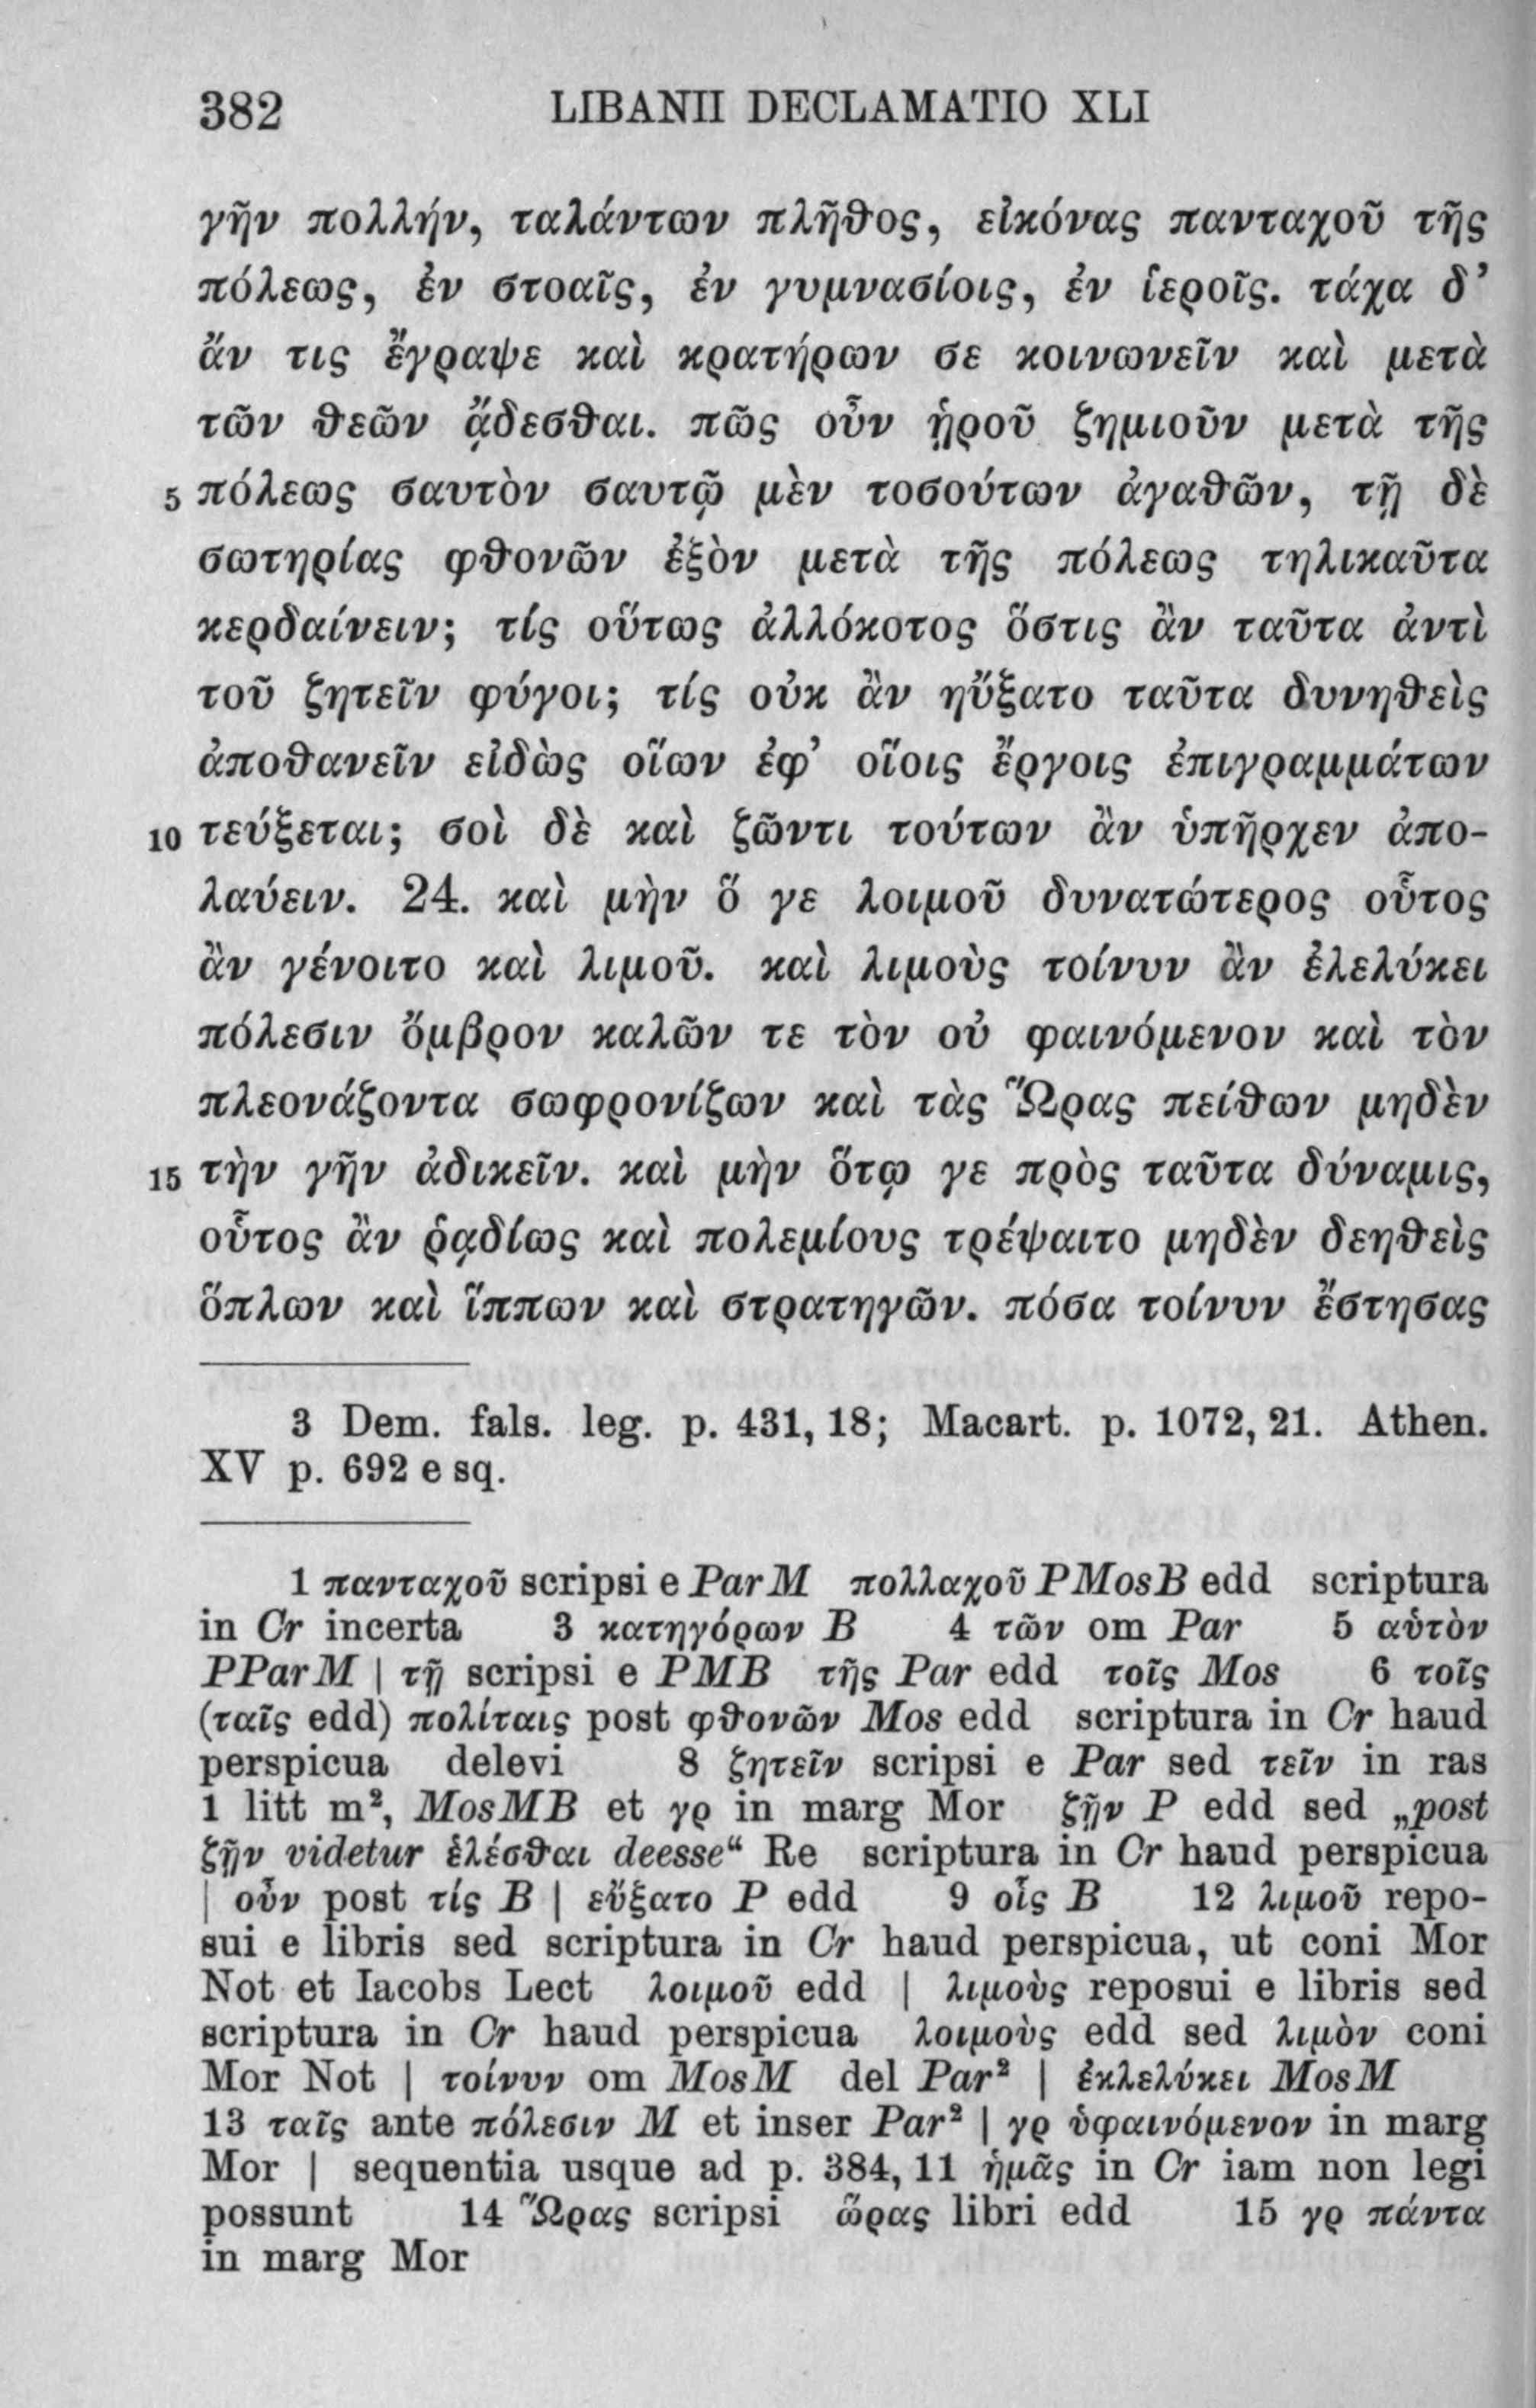 382 LIBANII DECLAMATIO XLI
γῆν πολλήν, ταλάντων πλῆθος, εἰκόνας πανταχοῦ τῆς
πόλεως, ἐν στοαῖς, ἐν γυμνασίοις, ἐν ἱεροῖς. τάχα δ’
ἄν τις ἔγραψε καὶ κρατήρων σε κοινωνεῖν καὶ μετὰ
τῶν θεῶν ᾄδεσθαι. πῶς οὖν ᾑροῦ ζημιοῦν μετὰ τῆς
5 πόλεως σαυτὸν σαυτῷ μὲν τοσούτων ἀγαθῶν, τῇ δὲ
σωτηρίας φθονῶν ἐξὸν μετὰ τῆς πόλεως τηλικαῦτα
κερδαίνειν; τίς οὕτως ἀλλόκοτος ὅστις ἂν ταῦτα ἀντὶ
τοῦ ζητεῖν φύγοι; τίς οὐκ ἂν ηὔξατο ταῦτα δυνηθεὶς
ἀποθανεῖν εἰδὼς οἵων ἐφ’ οἵοις ἔργοις ἐπιγραμμάτων
10 τεύξεται; σοὶ δὲ καὶ ζῶντι τούτων ἂν ὑπῆρχεν ἀπο-
λαύειν. 24. καὶ μὴν ὅ γε λοιμοῦ δυνατώτερος οὗτος
ἂν γένοιτο καὶ λιμοῦ. καὶ λιμοὺς τοίνυν ἂν ἐλελύκει
πόλεσιν ὄμβρον καλῶν τε τὸν οὐ φαινόμενον καὶ τὸν
πλεονάζοντα σωφρονίζων καὶ τὰς Ὥρας πείθων μηδὲν
15 τὴν γῆν ἀδικεῖν. καὶ μὴν ὅτῳ γε πρὸς ταῦτα δύναμις,
οὗτος ἂν ῥᾳδίως καὶ πολεμίους τρέψαιτο μηδὲν δεηθεὶς
ὅπλων καὶ ἵππων καὶ στρατηγῶν. πόσα τοίνυν ἔστησας
3 Dem. fals. leg. p. 431, 18; Macart. p. 1072, 21. Athen.
XV p. 692 e sq.
1 πανταχοῦ scripsi e Par M πολλαχοῦ PMosB edd scriptura
in Cr incerta 3 κατηγόρων B 4 τῶν om Par 5 αὑτὸν
PParM | τῇ scripsi e PMB τῆς Par edd τοῖς Mos 6 τοῖς
(ταῖς edd) πολίταις post φθονῶν Mos edd scriptura in Cr haud
perspicua delevi 8 ζητεῖν scripsi e Par sed τεῖν in ras
1 litt m², MosMB et γρ in marg Mor ζῆν P edd sed „post
ζῆν videtur ἑλέσθαι deesse“ Re scriptura in Cr haud perspicua
| οὖν post τίς B | εὔξατο P edd 9 οἷς B 12 λιμοῦ repo-
sui e libris sed scriptura in Cr haud perspicua, ut coni Mor
Not et Iacobs Lect λοιμοῦ edd | λιμοὺς reposui e libris sed
scriptura in Cr haud perspicua λοιμοὺς edd sed λιμὸν coni
Mor Not | τοίνυν om MosM del Par² | ἐκλελύκει MosM
13 ταῖς ante πόλεσιν M et inser Par² | γρ ὑφαινόμενον in marg
Mor | sequentia usque ad p. 384, 11 ἡμᾶς in Cr iam non legi
possunt 14 Ὥρας scripsi ὥρας libri edd 15 γρ πάντα
in marg Mor